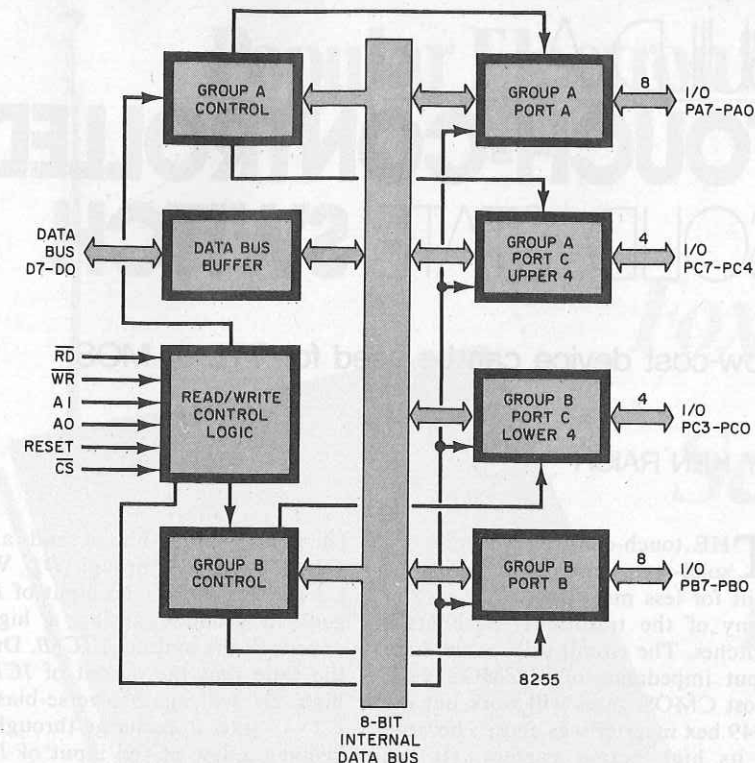 GROUP A
CONTROL
GROUP A
PORT A
8
I/O
PA7-PA0
DATA
BUS
D7-D0
DATA BUS
BUFFER
GROUP A
PORT C
UPPER 4
4
I/O
PC7-PC4
RD
WR
A1
A0
RESET
CS
READ/WRITE
CONTROL
LOGIC
GROUP B
PORT C
LOWER 4
4
I/O
PC3-PC0
GROUP B
CONTROL
GROUP B
PORT B
8
I/O
PB7-PB0
8255
8-BIT
INTERNAL
DATA BUS